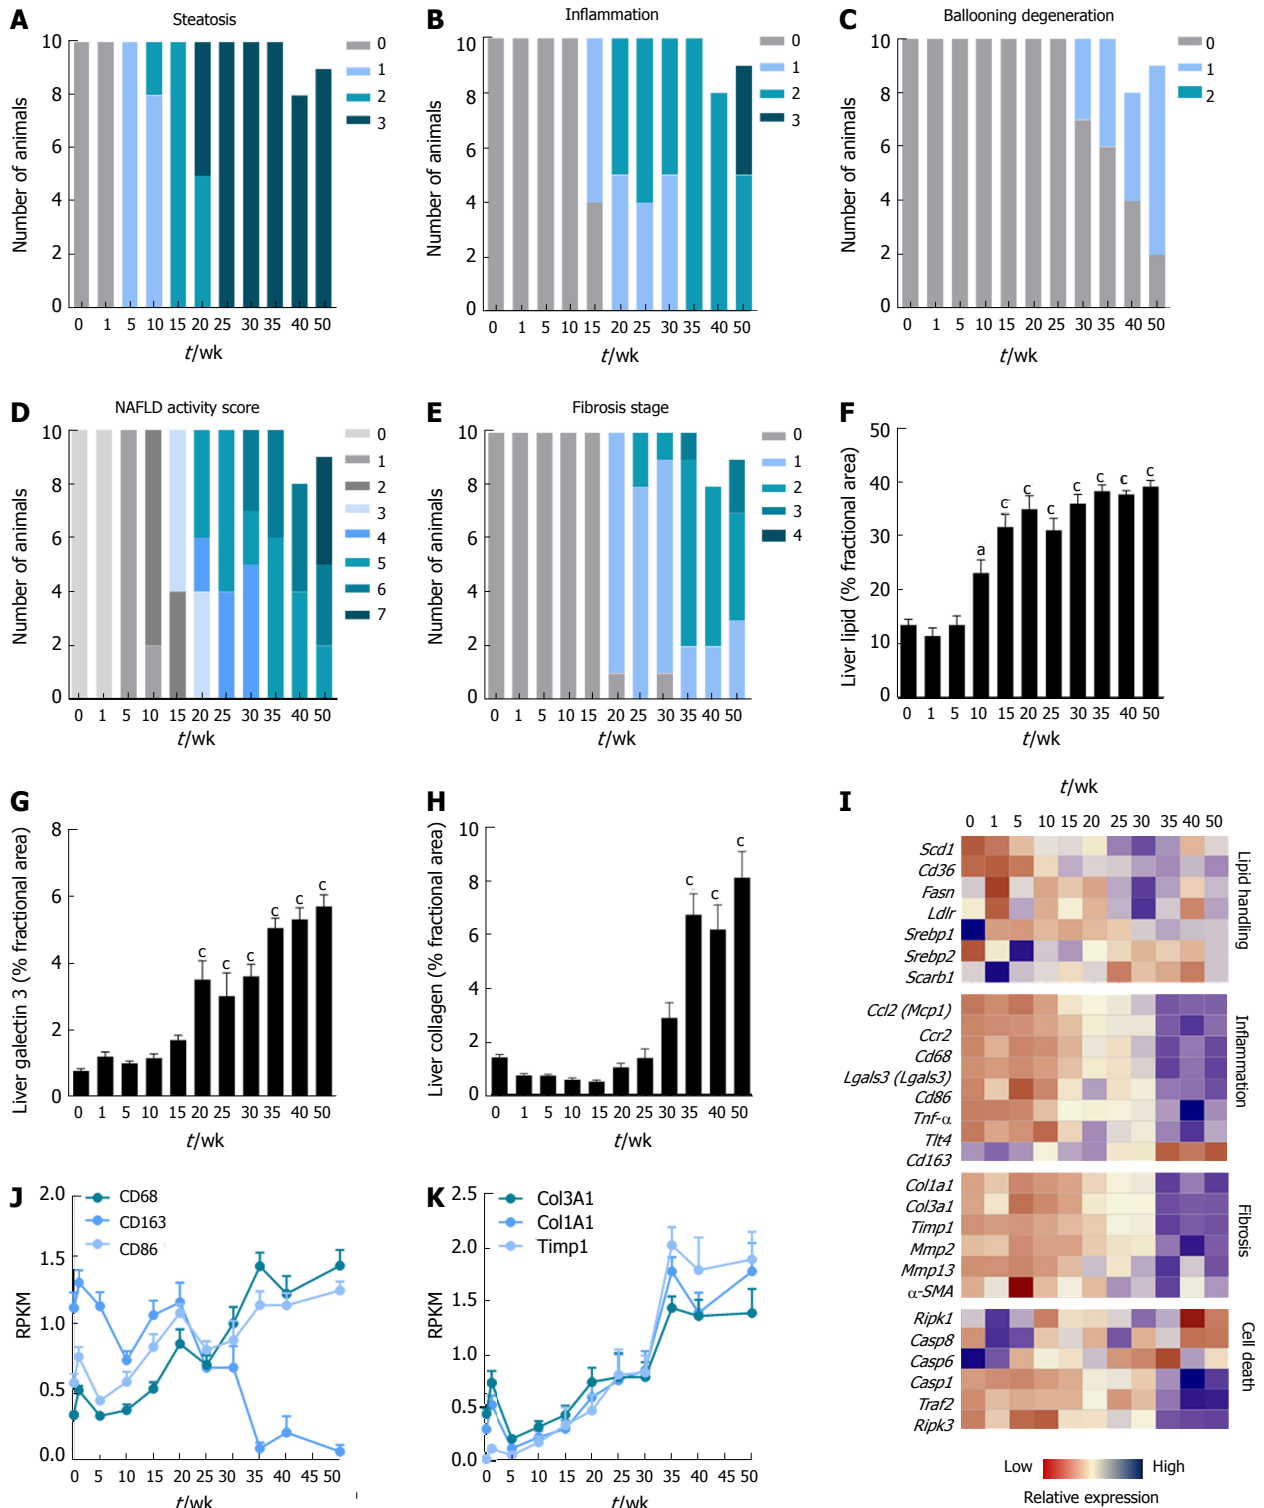 A
Steatosis
Number of animals
10
8
6
4
2
0
0 1 5 10 15 20 25 30 35 40 50
t/wk
0
1
2
3
B
Inflammation
Number of animals
10
8
6
4
2
0
0 1 5 10 15 20 25 30 35 40 50
t/wk
0
1
2
3
C
Ballooning degeneration
Number of animals
10
8
6
4
2
0
0 1 5 10 15 20 25 30 35 40 50
t/wk
0
1
2
D
NAFLD activity score
Number of animals
10
8
6
4
2
0
0 1 5 10 15 20 25 30 35 40 50
t/wk
0
1
2
3
4
5
6
7
E
Fibrosis stage
Number of animals
10
8
6
4
2
0
0 1 5 10 15 20 25 30 35 40 50
t/wk
0
1
2
3
4
F
Liver lipid (% fractional area)
50
40
30
20
10
0
a c c c c c c c
0 1 5 10 15 20 25 30 35 40 50
t/wk
G
Liver galectin 3 (% fractional area)
8
6
4
2
0
c c c c c c
0 1 5 10 15 20 25 30 35 40 50
t/wk
H
Liver collagen (% fractional area)
10
8
6
4
2
0
c c c
0 1 5 10 15 20 25 30 35 40 50
t/wk
I
t/wk
0 1 5 10 15 20 25 30 35 40 50
Scd1
Cd36
Fasn
Ldlr
Srebp1
Srebp2
Scarb1
Lipid handling
Ccl2 (Mcp1)
Ccr2
Cd68
Lgals3 (Lgals3)
Cd86
Tnf-α
Tlt4
Cd163
Inflammation
Col1a1
Col3a1
Timp1
Mmp2
Mmp13
α-SMA
Fibrosis
Ripk1
Casp8
Casp6
Casp1
Traf2
Ripk3
Cell death
Low High
Relative expression
J
CD68
CD163
CD86
RPKM
2.0
1.5
1.0
0.5
0.0
0 5 10 15 20 25 30 35 40 45 50
t/wk
K
Col3A1
Col1A1
Timp1
RPKM
2.5
2.0
1.5
1.0
0.5
0.0
0 5 10 15 20 25 30 35 40 45 50
t/wk